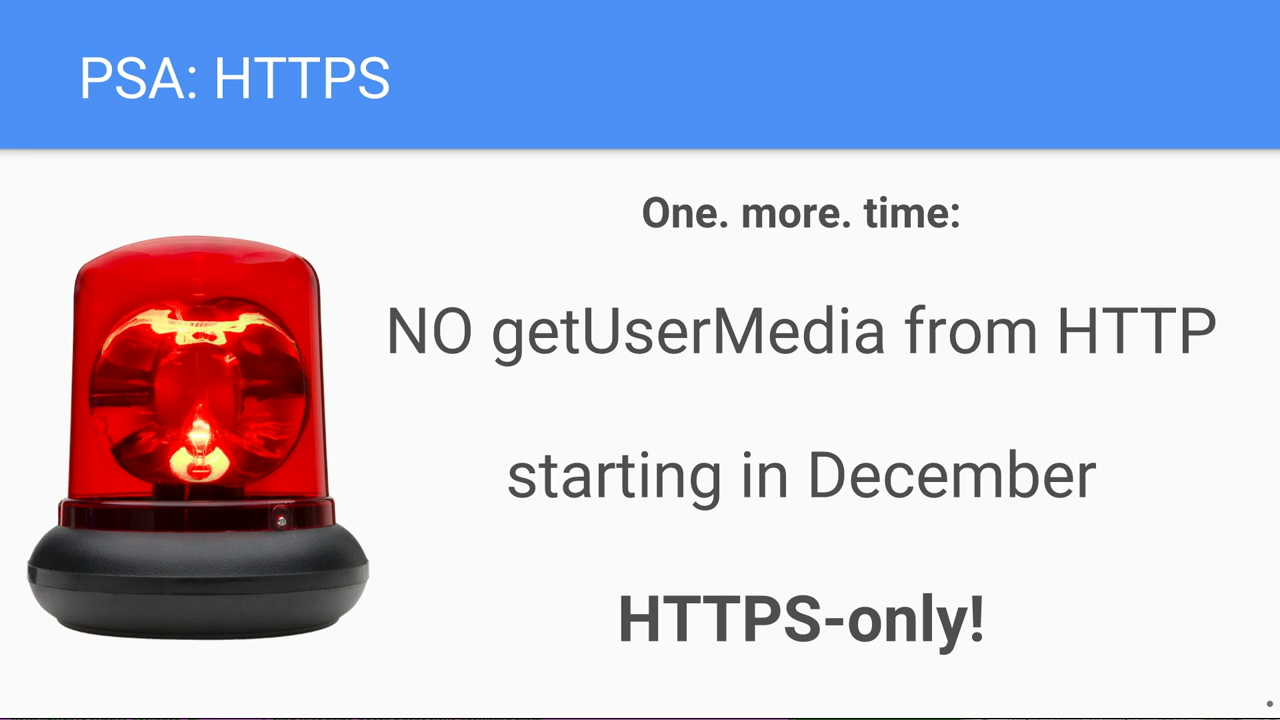 PSA: HTTPS
One. more. time:
NO getUserMedia from HTTP
starting in December
HTTPS-only!